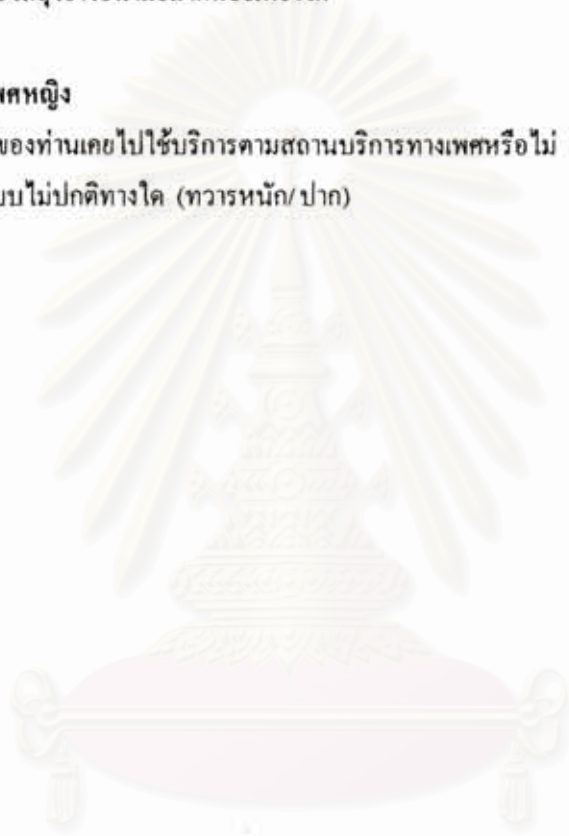 พศหญิง
ของท่านเคยไปใช้บริการตามสถานบริการทางเพศหรือไม่
บบไม่ปกติทางใด (ทวารหนัก/ปาก)